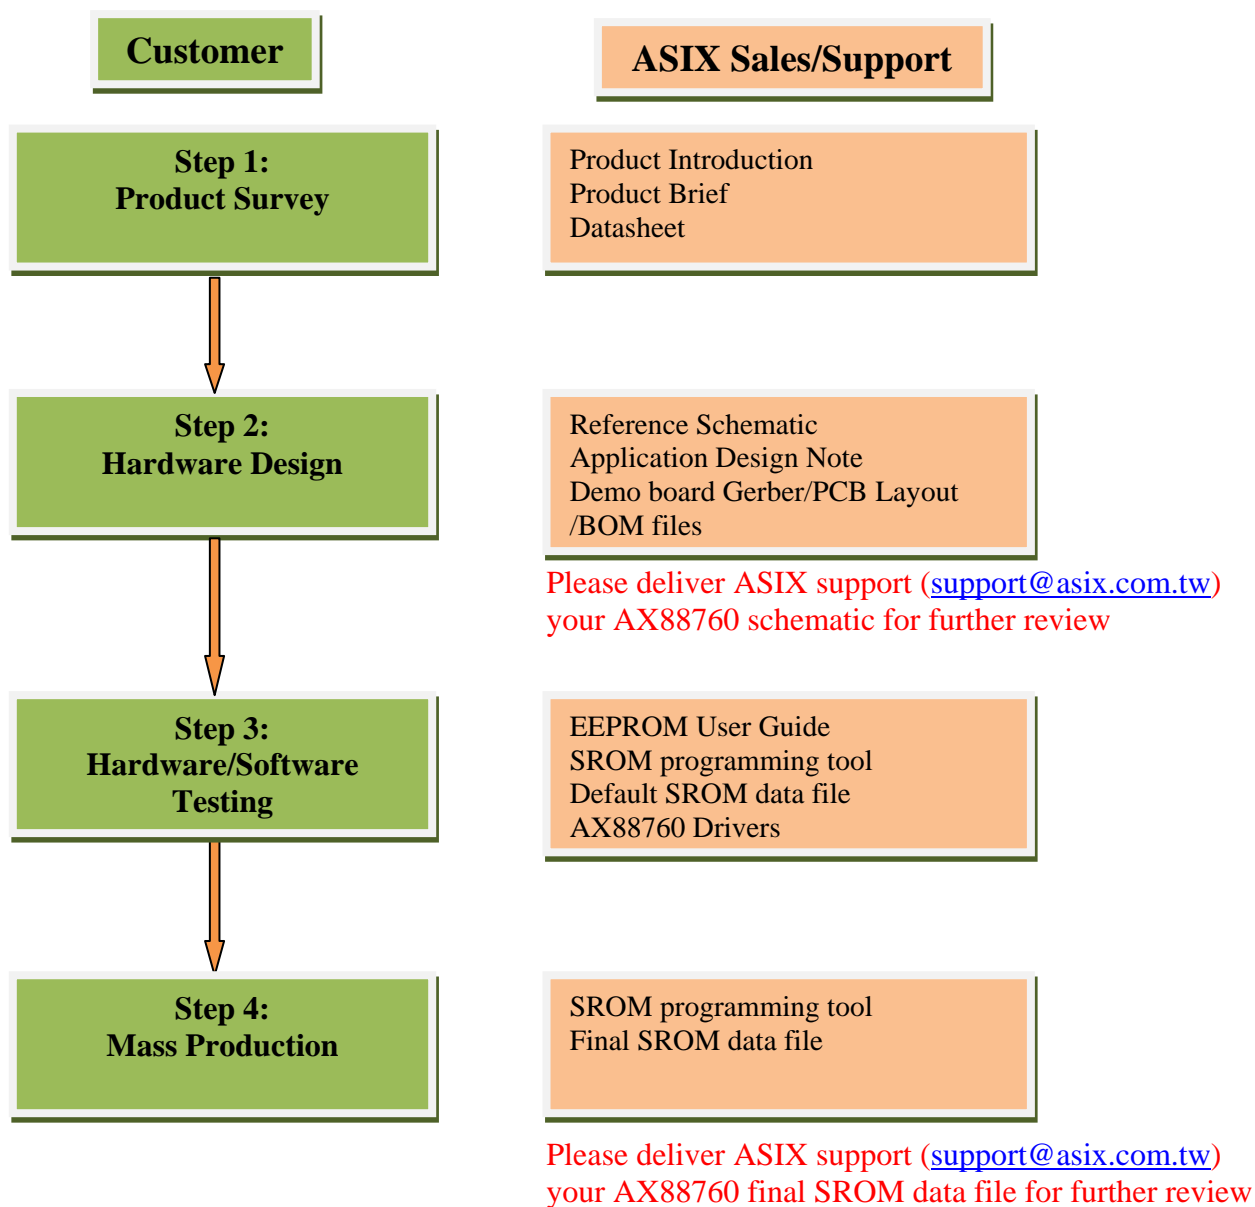 Customer
ASIX Sales/Support
Step 1:
Product Survey
Product Introduction
Product Brief
Datasheet
Step 2:
Hardware Design
Reference Schematic
Application Design Note
Demo board Gerber/PCB Layout
/BOM files
Please deliver ASIX support (support@asix.com.tw)
your AX88760 schematic for further review
Step 3:
Hardware/Software
Testing
EEPROM User Guide
SROM programming tool
Default SROM data file
AX88760 Drivers
Step 4:
Mass Production
SROM programming tool
Final SROM data file
Please deliver ASIX support (support@asix.com.tw)
your AX88760 final SROM data file for further review